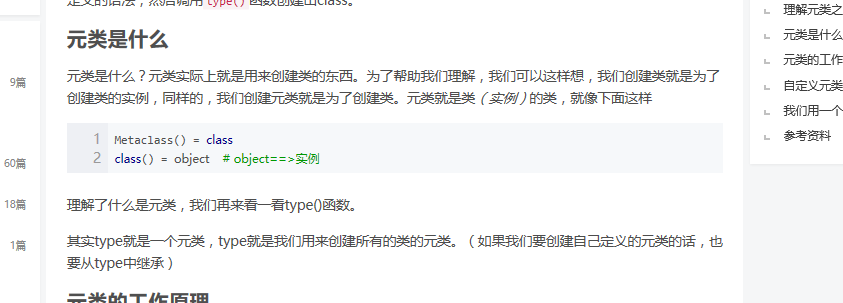 定义的语法，然后调用 type() 函数创建出class。
元类是什么
元类是什么？元类实际上就是用来创建类的东西。为了帮助我们理解，我们可以这样想，我们创建类就是为了
创建类的实例，同样的，我们创建元类就是为了创建类。元类就是类（实例）的类，就像下面这样
1 Metaclass() = class
2 class() = object  # object==>实例
理解了什么是元类，我们再来看一看type()函数。
其实type就是一个元类，type就是我们用来创建所有的类的元类。（如果我们要创建自己定义的元类的话，也
要从type中继承）
元类的工作原理
9篇
60篇
18篇
1篇
理解元类之
元类是什么
元类的工作
自定义元类
我们用一个
参考资料